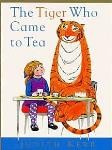 The Tiger Who
Came to Tea
Judith Kerr